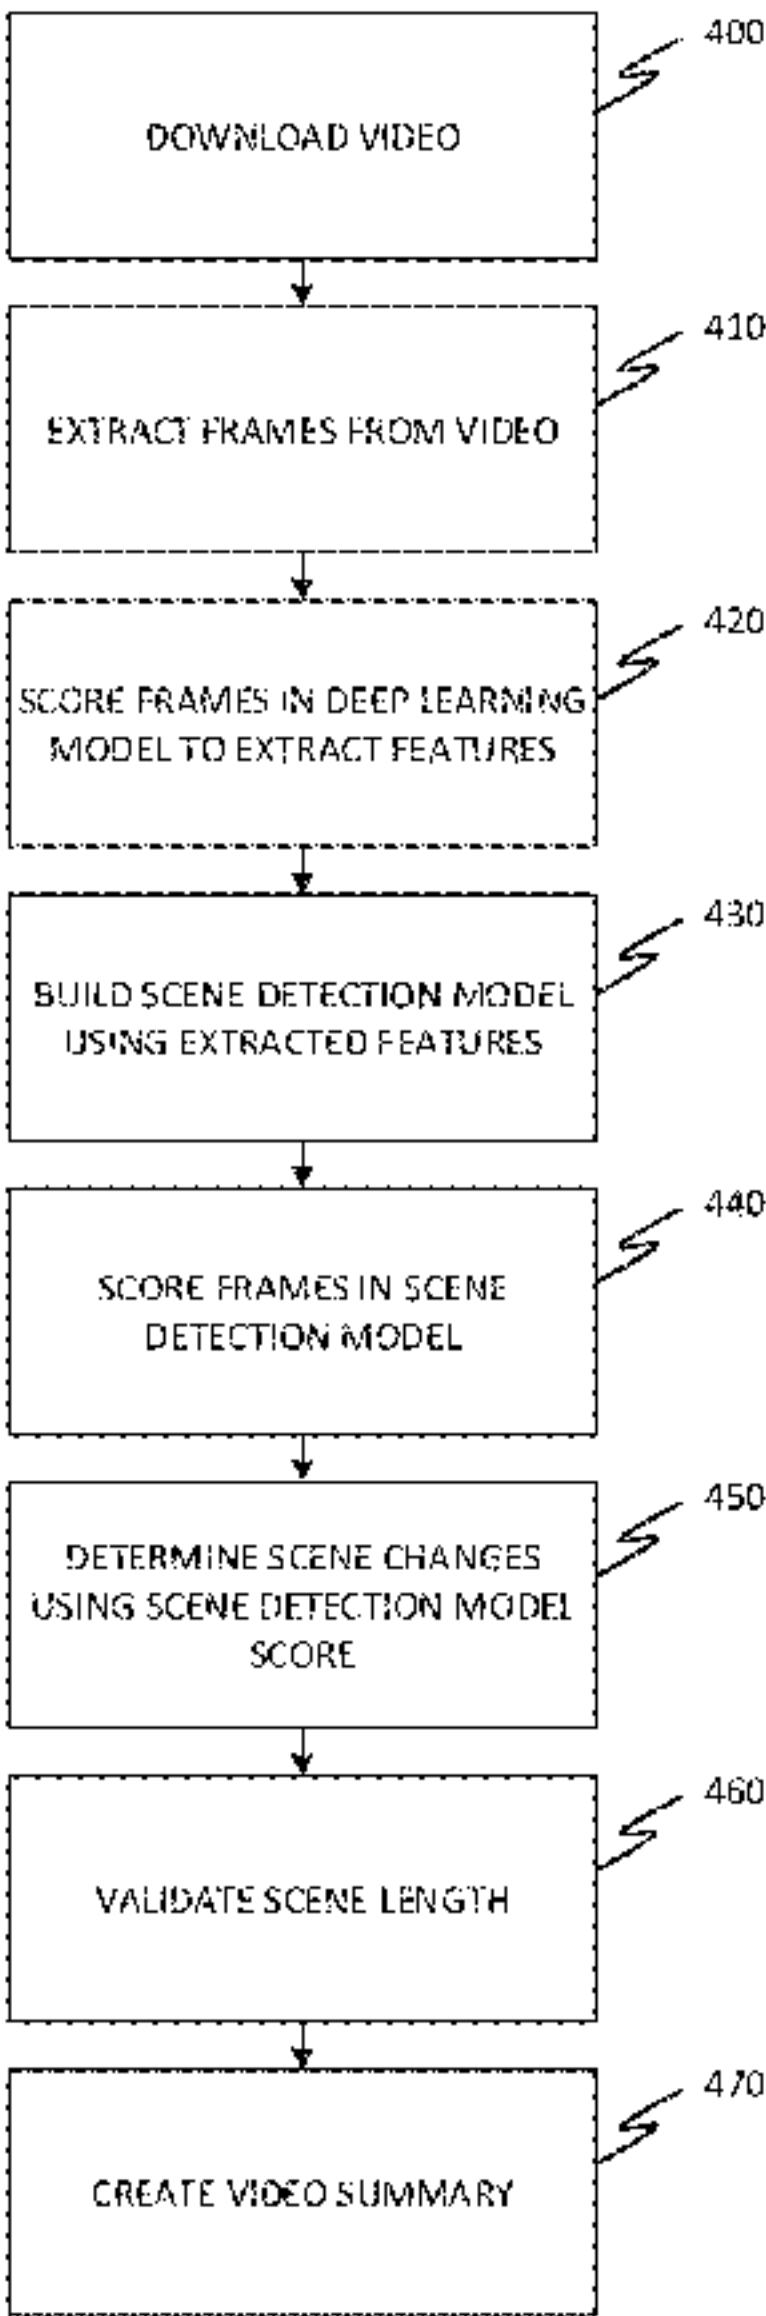 400
DOWNLOAD VIDEO
410
EXTRACT FRAMES FROM VIDEO
420
SCORE FRAMES IN DEEP LEARNING
MODEL TO EXTRACT FEATURES
430
BUILD SCENE DETECTION MODEL
USING EXTRACTED FEATURES
440
SCORE FRAMES IN SCENE
DETECTION MODEL
450
DETERMINE SCENE CHANGES
USING SCENE DETECTION MODEL
SCORE
460
VALIDATE SCENE LENGTH
470
CREATE VIDEO SUMMARY